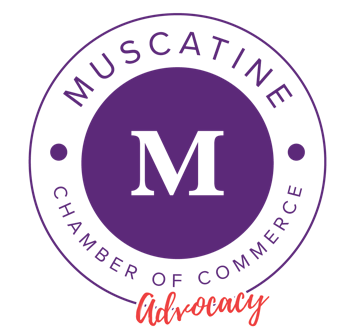 MUSCATINE
M
CHAMBER OF COMMERCE
Advocacy